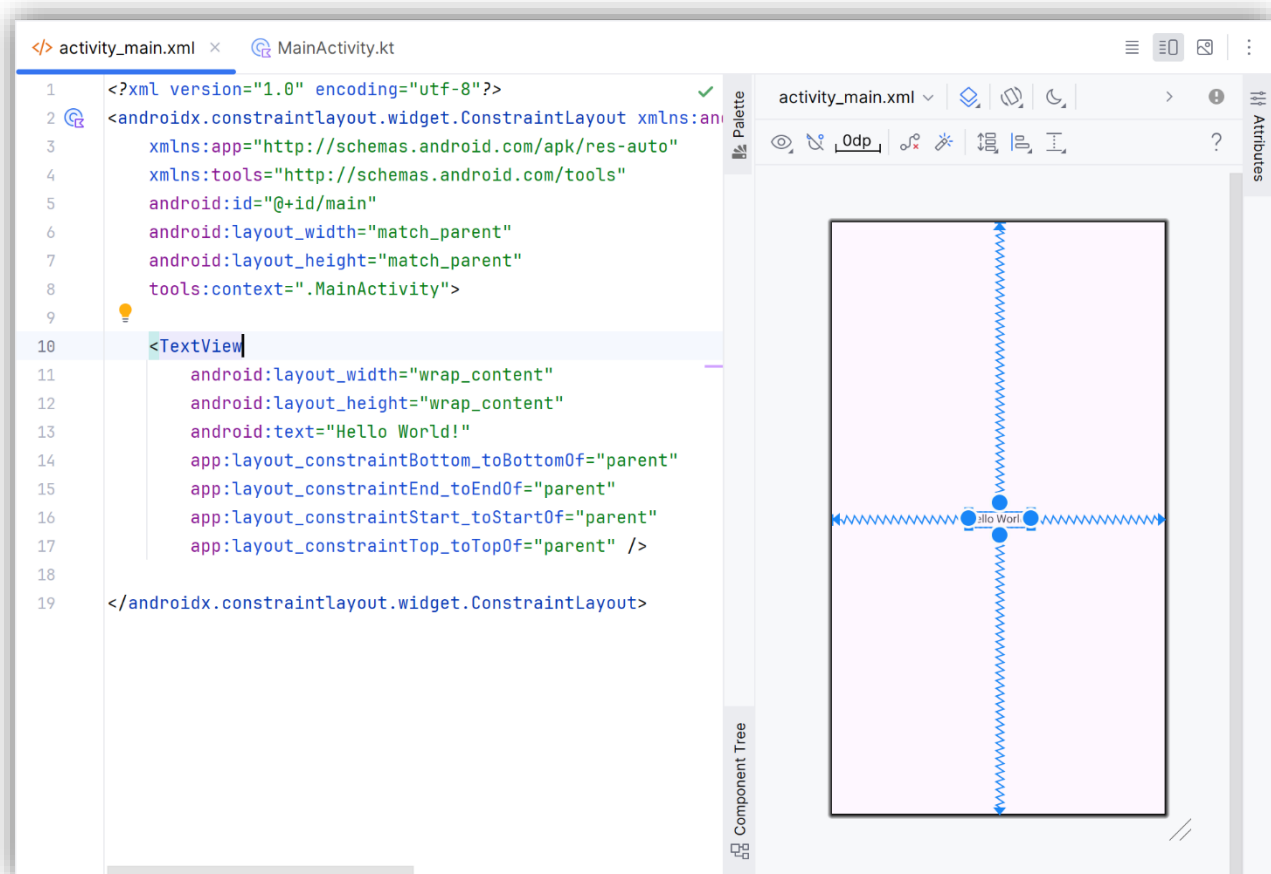 activity_main.xml
MainActivity.kt
1 <?xml version="1.0" encoding="utf-8"?>
2 <androidx.constraintlayout.widget.ConstraintLayout xmlns:an
3 xmlns:app="http://schemas.android.com/apk/res-auto"
4 xmlns:tools="http://schemas.android.com/tools"
5 android:id="@+id/main"
6 android:layout_width="match_parent"
7 android:layout_height="match_parent"
8 tools:context=".MainActivity">
9
10 <TextView
11 android:layout_width="wrap_content"
12 android:layout_height="wrap_content"
13 android:text="Hello World!"
14 app:layout_constraintBottom_toBottomOf="parent"
15 app:layout_constraintEnd_toEndOf="parent"
16 app:layout_constraintStart_toStartOf="parent"
17 app:layout_constraintTop_toTopOf="parent" />
18
19 </androidx.constraintlayout.widget.ConstraintLayout>
Palette
Component Tree
activity_main.xml
0dp
?
ello Worl
Attributes